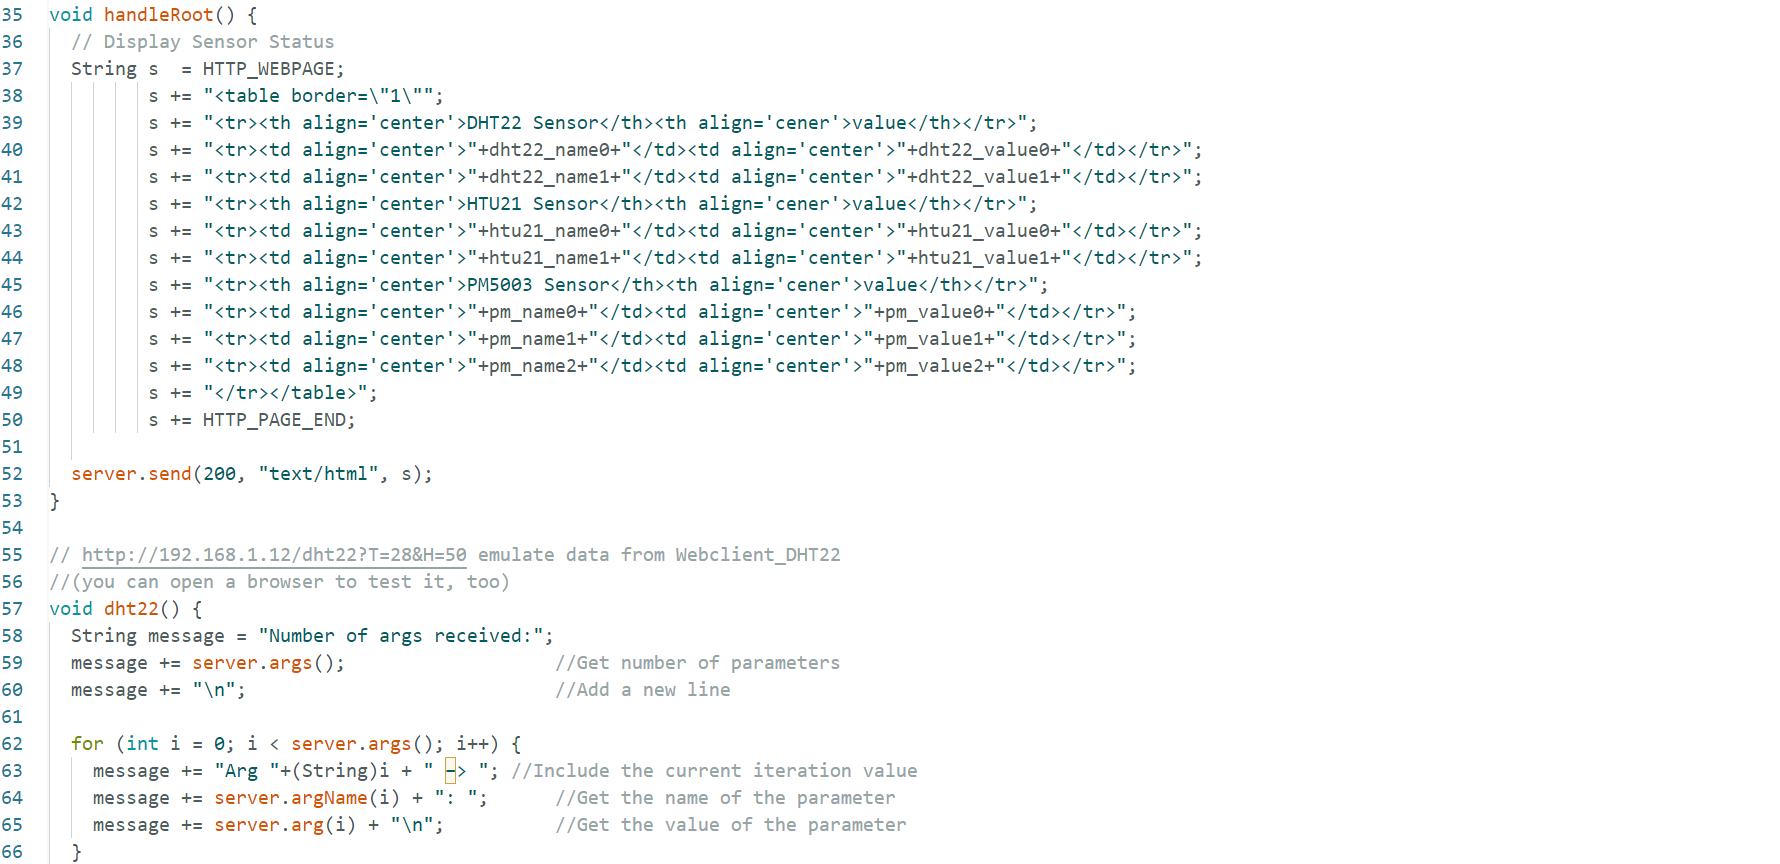 35 void handleRoot() {
36 // Display Sensor Status
37 String s  = HTTP_WEBPAGE;
38 s += "<table border=\"1\"";
39 s += "<tr><th align='center'>DHT22 Sensor</th><th align='cener'>value</th></tr>";
40 s += "<tr><td align='center'>"+dht22_name0+"</td><td align='center'>"+dht22_value0+"</td></tr>";
41 s += "<tr><td align='center'>"+dht22_name1+"</td><td align='center'>"+dht22_value1+"</td></tr>";
42 s += "<tr><th align='center'>HTU21 Sensor</th><th align='cener'>value</th></tr>";
43 s += "<tr><td align='center'>"+htu21_name0+"</td><td align='center'>"+htu21_value0+"</td></tr>";
44 s += "<tr><td align='center'>"+htu21_name1+"</td><td align='center'>"+htu21_value1+"</td></tr>";
45 s += "<tr><th align='center'>PM5003 Sensor</th><th align='cener'>value</th></tr>";
46 s += "<tr><td align='center'>"+pm_name0+"</td><td align='center'>"+pm_value0+"</td></tr>";
47 s += "<tr><td align='center'>"+pm_name1+"</td><td align='center'>"+pm_value1+"</td></tr>";
48 s += "<tr><td align='center'>"+pm_name2+"</td><td align='center'>"+pm_value2+"</td></tr>";
49 s += "</tr></table>";
50 s += HTTP_PAGE_END;
51
52 server.send(200, "text/html", s);
53 }
54
55 // http://192.168.1.12/dht22?T=28&H=50 emulate data from Webclient_DHT22
56 //(you can open a browser to test it, too)
57 void dht22() {
58 String message = "Number of args received:";
59 message += server.args(); //Get number of parameters
60 message += "\n"; //Add a new line
61
62 for (int i = 0; i < server.args(); i++) {
63 message += "Arg "+(String)i + " –> "; //Include the current iteration value
64 message += server.argName(i) + ": "; //Get the name of the parameter
65 message += server.arg(i) + "\n"; //Get the value of the parameter
66 }